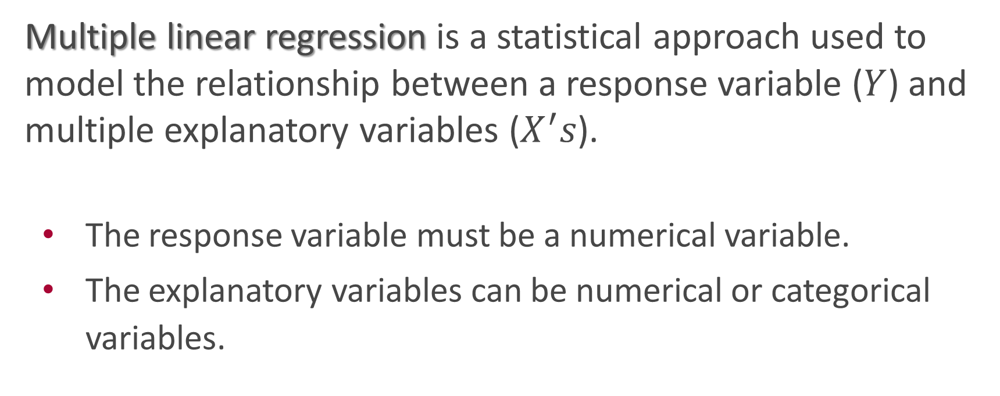 Multiple linear regression is a statistical approach used to
model the relationship between a response variable (Y) and
multiple explanatory variables (X's).
• The response variable must be a numerical variable.
• The explanatory variables can be numerical or categorical
variables.